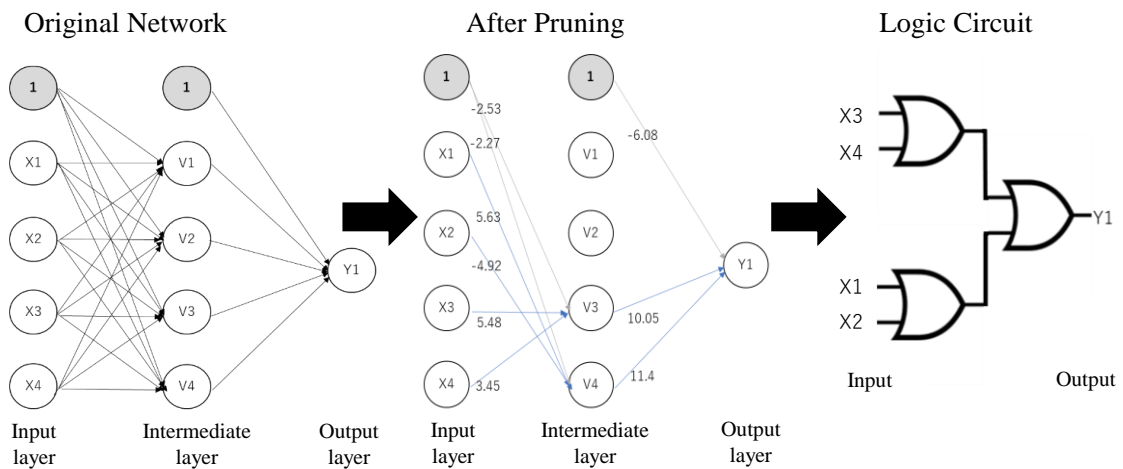 Original Network
After Pruning
Logic Circuit
1
1
X1
V1
X2
V2
X3
V3
X4
V4
Y1
Input
layer
Intermediate
layer
Output
layer
1
1
-2.53
-2.27
-6.08
X1
V1
5.63
X2
V2
-4.92
Y1
X3
V3
5.48
10.05
X4
3.45
V4
11.4
Input
layer
Intermediate
layer
Output
layer
X3
X4
Y1
X1
X2
Input
Output